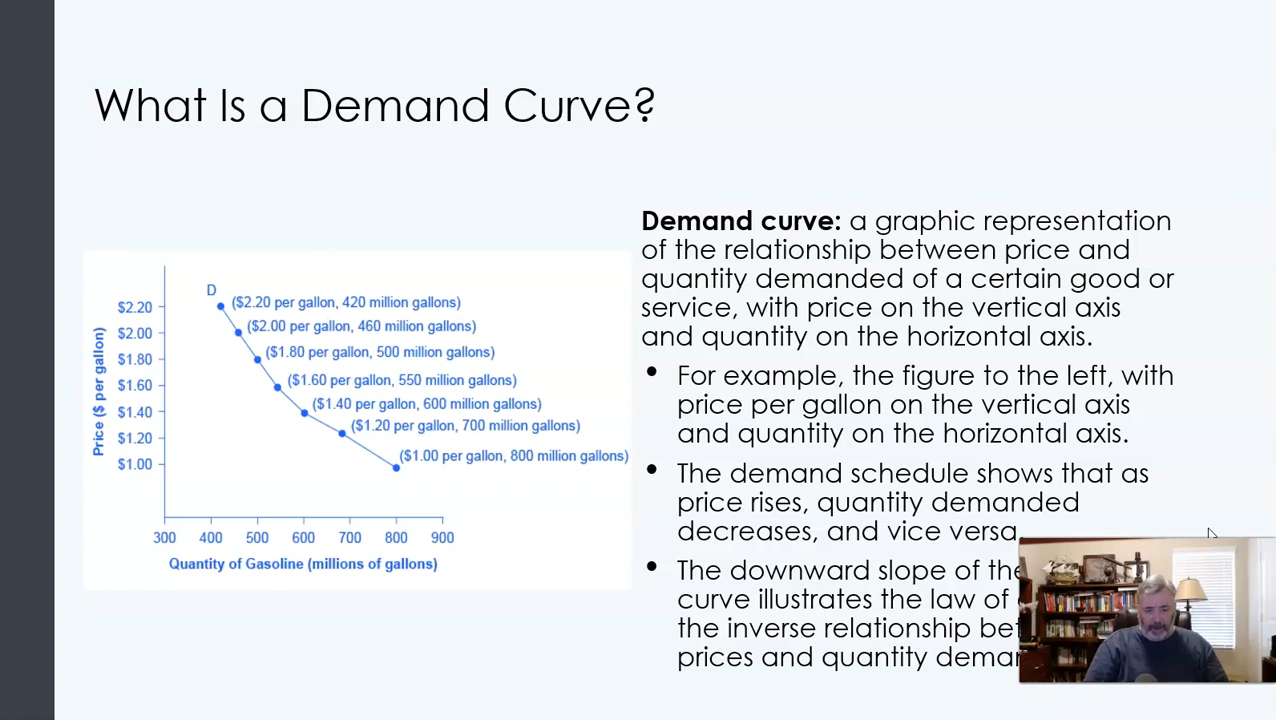 What Is a Demand Curve?
Demand curve: a graphic representation
of the relationship between price and
quantity demanded of a certain good or
service, with price on the vertical axis
and quantity on the horizontal axis.
• For example, the figure to the left, with
price per gallon on the vertical axis
and quantity on the horizontal axis.
• The demand schedule shows that as
price rises, quantity demanded
decreases, and vice versa.
• The downward slope of the
curve illustrates the law of
the inverse relationship
prices and quantity
D
($2.20 per gallon, 420 million gallons)
($2.00 per gallon, 460 million gallons)
($1.80 per gallon, 500 million gallons)
($1.60 per gallon, 550 million gallons)
($1.40 per gallon, 600 million gallons)
($1.20 per gallon, 700 million gallons)
($1.00 per gallon, 800 million gallons)
Price ($ per gallon)
$2.20
$2.00
$1.80
$1.60
$1.40
$1.20
$1.00
300 400 500 600 700 800 900
Quantity of Gasoline (millions of gallons)